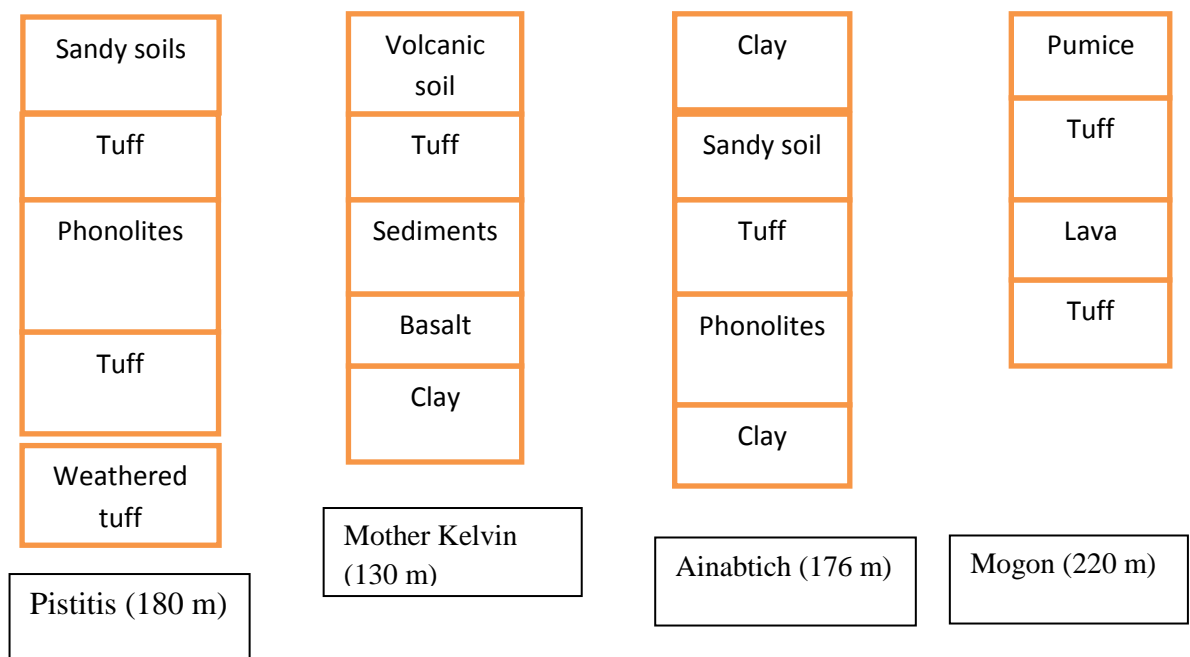 Sandy soils
Tuff
Phonolites
Tuff
Weathered
tuff
Pistitis (180 m)
Volcanic
soil
Tuff
Sediments
Basalt
Clay
Mother Kelvin
(130 m)
Clay
Sandy soil
Tuff
Phonolites
Clay
Ainabtich (176 m)
Pumice
Tuff
Lava
Tuff
Mogon (220 m)